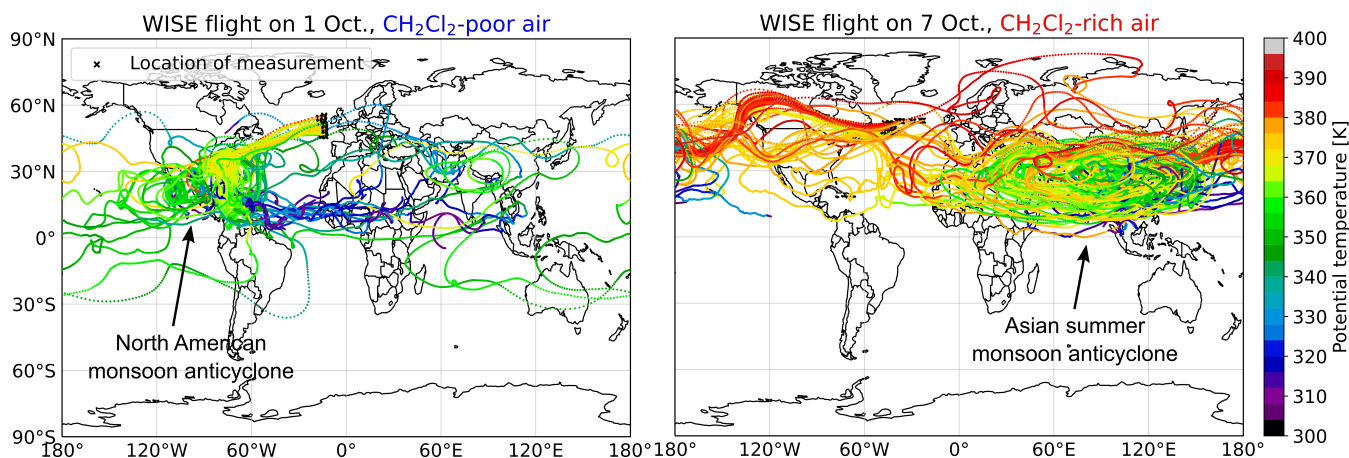 WISE flight on 1 Oct., CH₂Cl₂-poor air
90°N
60°N
30°N
0°
30°S
60°S
90°S
× Location of measurement
North American
monsoon anticyclone
180° 120°W 60°W 0° 60°E 120°E 180°
WISE flight on 7 Oct., CH₂Cl₂-rich air
Asian summer
monsoon anticyclone
180° 120°W 60°W 0° 60°E 120°E 180°
400
390
380
370
360
350
340
330
320
310
300
Potential temperature [K]